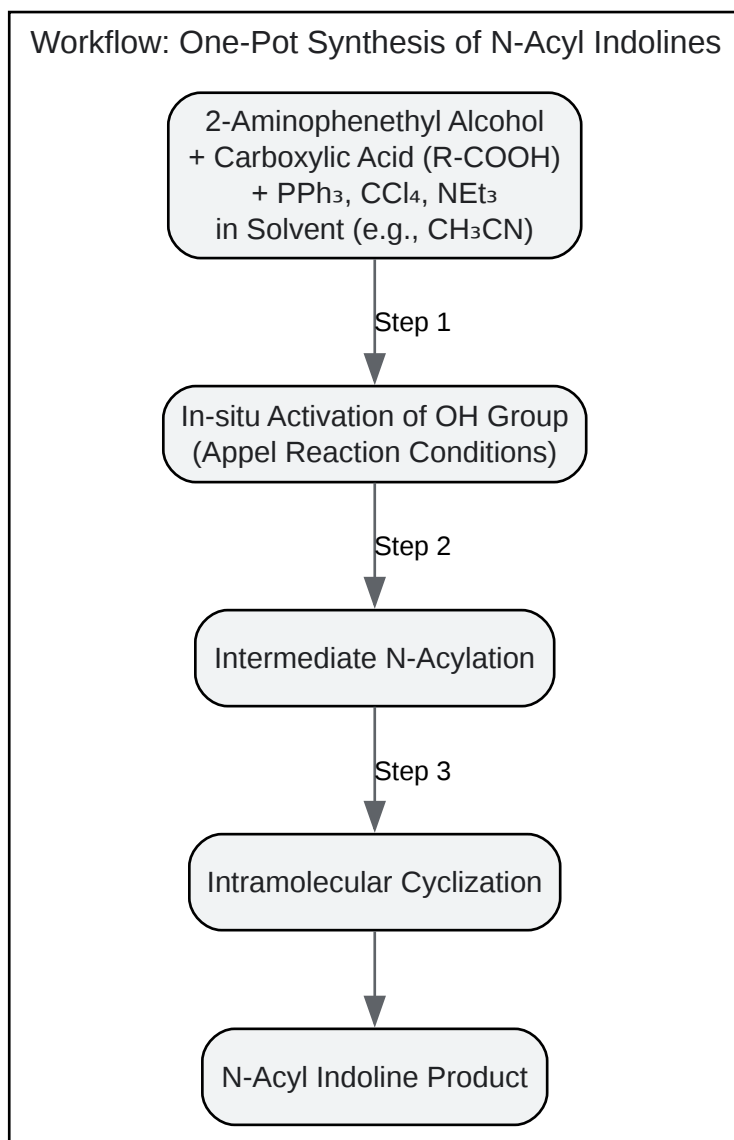 Workflow: One-Pot Synthesis of N-Acyl Indolines
2-Aminophenethyl Alcohol
+ Carboxylic Acid (R-COOH)
+ PPh₃, CCl₄, NEt₃
in Solvent (e.g., CH₃CN)
Step 1
In-situ Activation of OH Group
(Appel Reaction Conditions)
Step 2
Intermediate N-Acylation
Step 3
Intramolecular Cyclization
N-Acyl Indoline Product